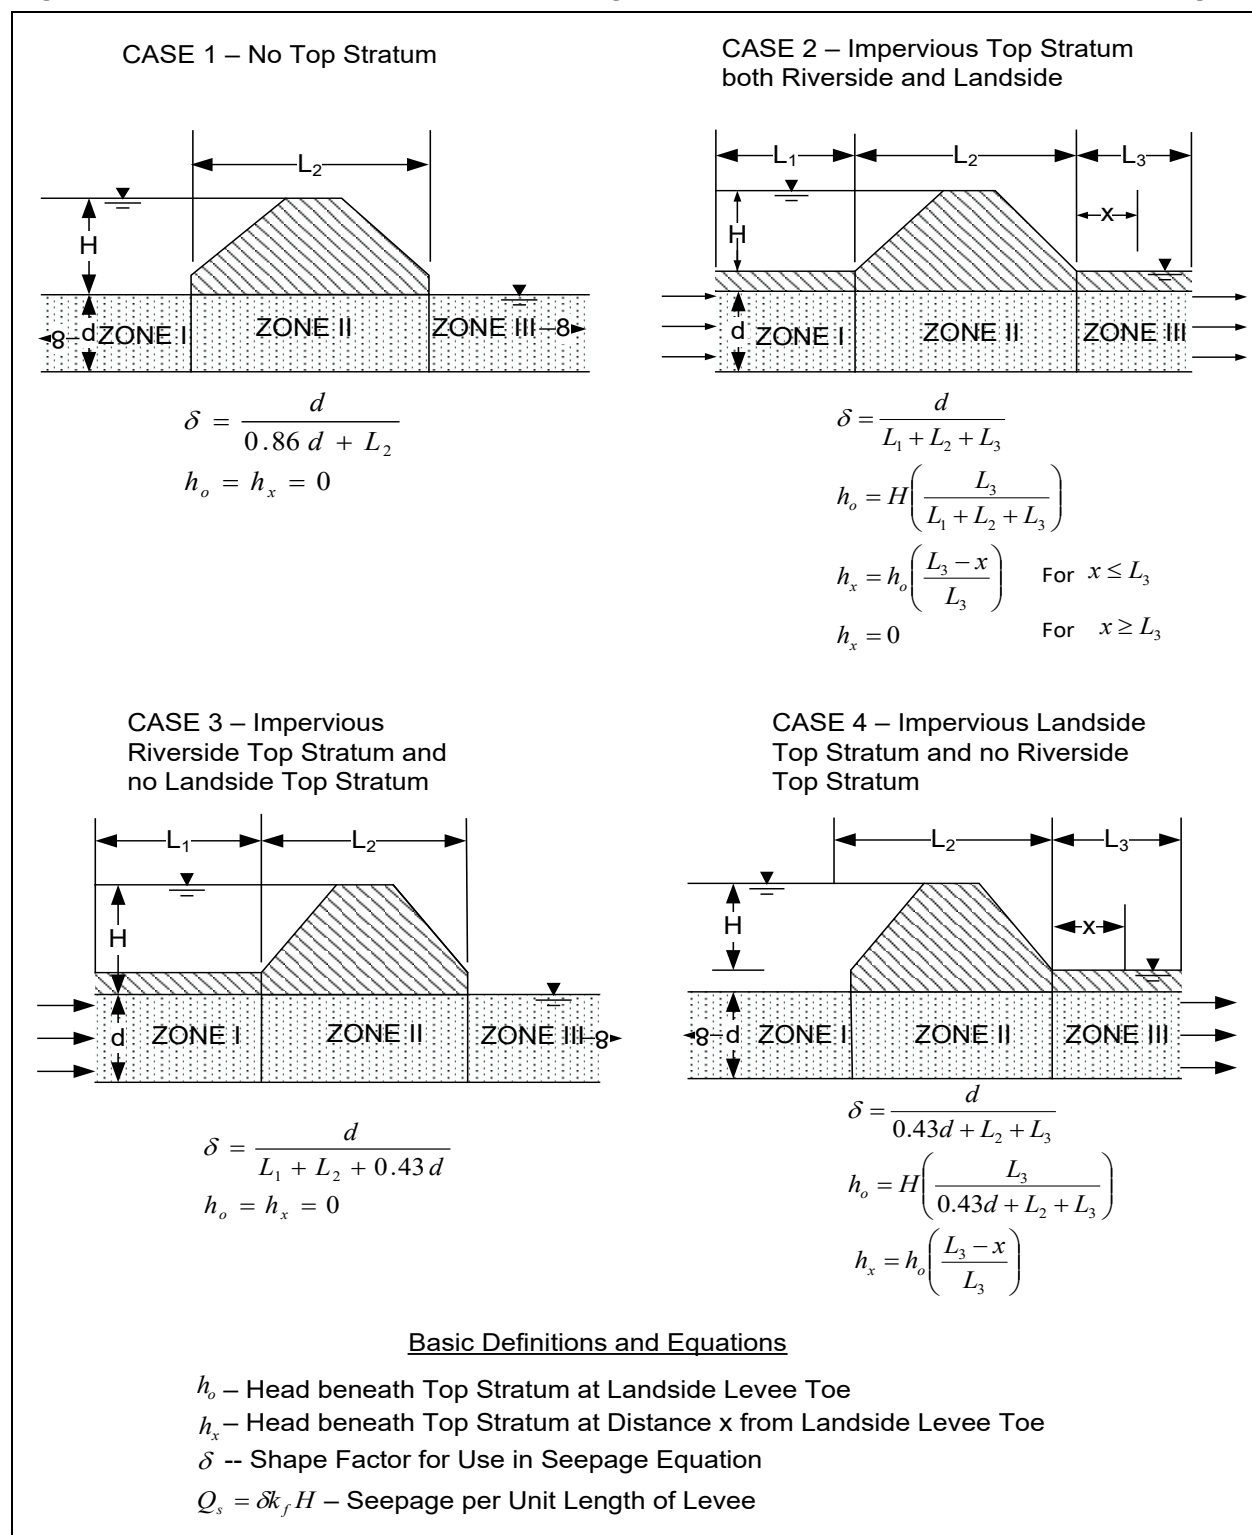 CASE 1 – No Top Stratum
L₂
H
d
∞
ZONE I
ZONE II
ZONE III
∞
δ = d / (0.86 d + L₂)
hₒ = hₓ = 0
CASE 2 – Impervious Top Stratum
both Riverside and Landside
L₁
L₂
L₃
x
H
d
ZONE I
ZONE II
ZONE III
δ = d / (L₁ + L₂ + L₃)
hₒ = H(L₃ / (L₁ + L₂ + L₃))
hₓ = hₒ((L₃ − x) / L₃) For x ≤ L₃
hₓ = 0 For x ≥ L₃
CASE 3 – Impervious
Riverside Top Stratum and
no Landside Top Stratum
L₁
L₂
H
d
ZONE I
ZONE II
ZONE III
∞
δ = d / (L₁ + L₂ + 0.43 d)
hₒ = hₓ = 0
CASE 4 – Impervious Landside
Top Stratum and no Riverside
Top Stratum
L₂
L₃
x
H
∞
d
ZONE I
ZONE II
ZONE III
δ = d / (0.43d + L₂ + L₃)
hₒ = H(L₃ / (0.43d + L₂ + L₃))
hₓ = hₒ((L₃ − x) / L₃)
Basic Definitions and Equations
hₒ – Head beneath Top Stratum at Landside Levee Toe
hₓ – Head beneath Top Stratum at Distance x from Landside Levee Toe
δ -- Shape Factor for Use in Seepage Equation
Qₛ = δk_f H – Seepage per Unit Length of Levee